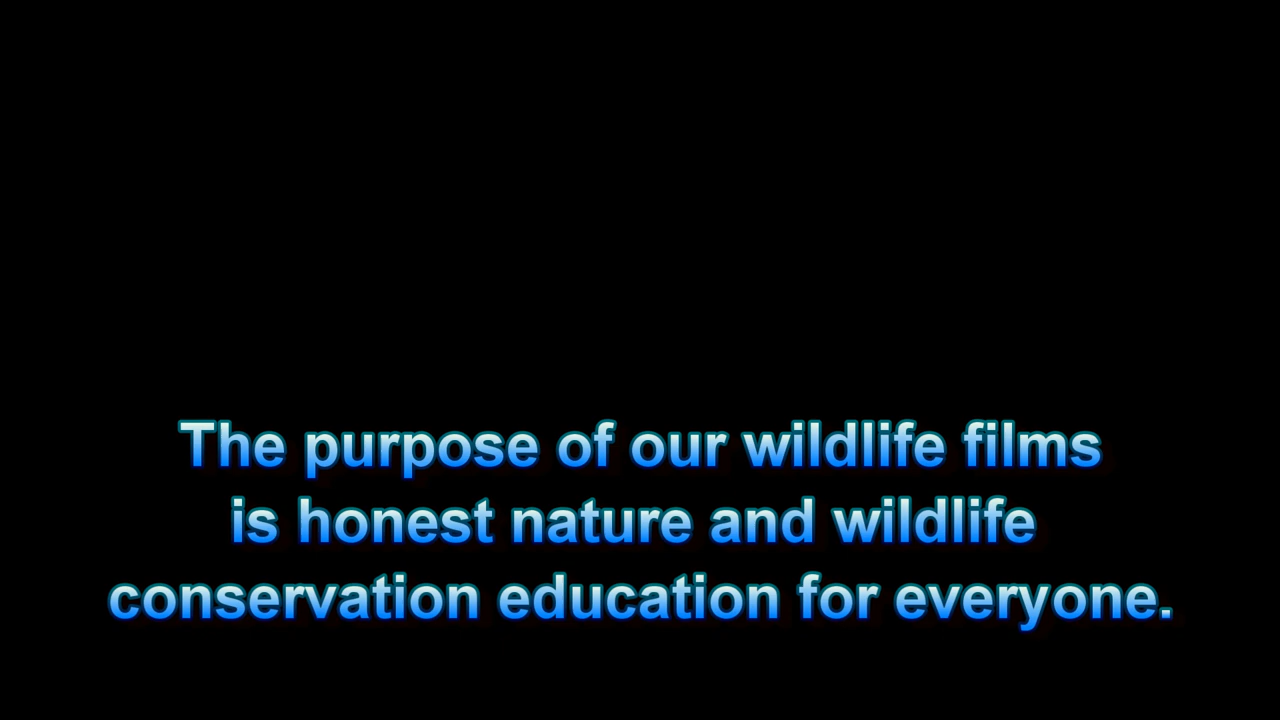 The purpose of our wildlife films
is honest nature and wildlife
conservation education for everyone.